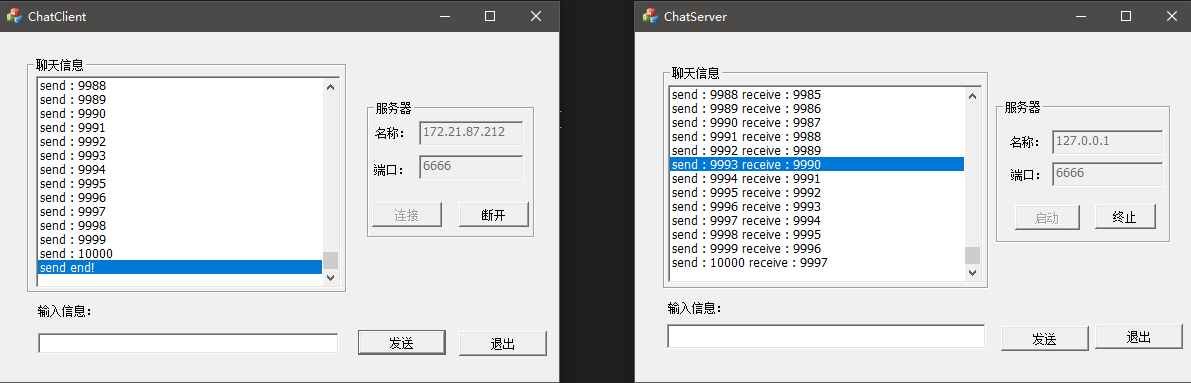 ChatClient
聊天信息
send : 9988
send : 9989
send : 9990
send : 9991
send : 9992
send : 9993
send : 9994
send : 9995
send : 9996
send : 9997
send : 9998
send : 9999
send : 10000
send end!
服务器
名称：
172.21.87.212
端口：
6666
连接
断开
输入信息：
发送
退出
ChatServer
聊天信息
send : 9988 receive : 9985
send : 9989 receive : 9986
send : 9990 receive : 9987
send : 9991 receive : 9988
send : 9992 receive : 9989
send : 9993 receive : 9990
send : 9994 receive : 9991
send : 9995 receive : 9992
send : 9996 receive : 9993
send : 9997 receive : 9994
send : 9998 receive : 9995
send : 9999 receive : 9996
send : 10000 receive : 9997
服务器
名称：
127.0.0.1
端口：
6666
启动
终止
输入信息：
发送
退出